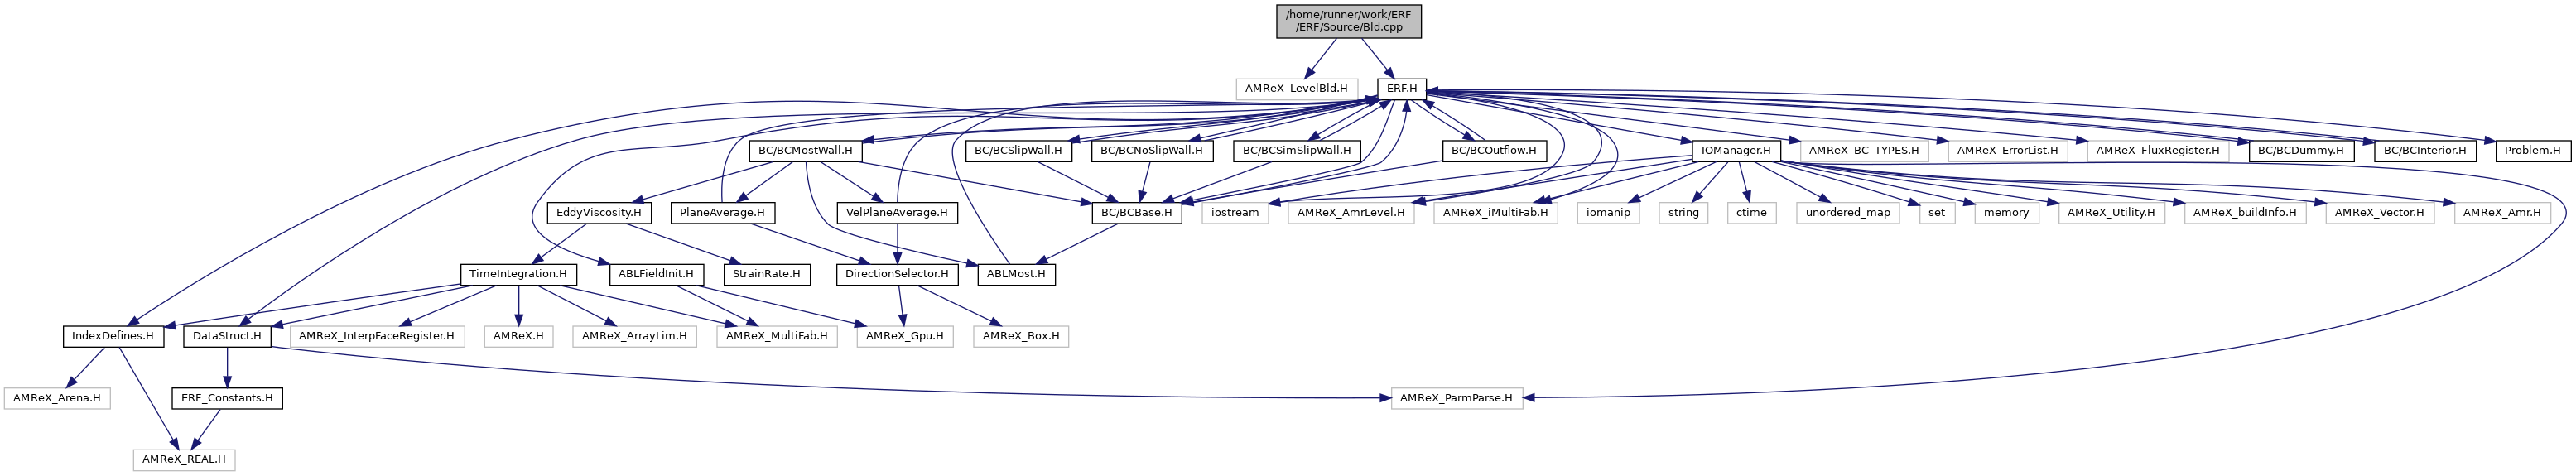 /home/runner/work/ERF
/ERF/Source/Bld.cpp
AMReX_LevelBld.H
ERF.H
BC/BCMostWall.H
BC/BCSlipWall.H
BC/BCNoSlipWall.H
BC/BCSimSlipWall.H
BC/BCOutflow.H
IOManager.H
AMReX_BC_TYPES.H
AMReX_ErrorList.H
AMReX_FluxRegister.H
BC/BCDummy.H
BC/BCInterior.H
Problem.H
EddyViscosity.H
PlaneAverage.H
VelPlaneAverage.H
BC/BCBase.H
iostream
AMReX_AmrLevel.H
AMReX_iMultiFab.H
iomanip
string
ctime
unordered_map
set
memory
AMReX_Utility.H
AMReX_buildInfo.H
AMReX_Vector.H
AMReX_Amr.H
TimeIntegration.H
ABLFieldInit.H
StrainRate.H
DirectionSelector.H
ABLMost.H
IndexDefines.H
DataStruct.H
AMReX_InterpFaceRegister.H
AMReX.H
AMReX_ArrayLim.H
AMReX_MultiFab.H
AMReX_Gpu.H
AMReX_Box.H
AMReX_Arena.H
ERF_Constants.H
AMReX_ParmParse.H
AMReX_REAL.H